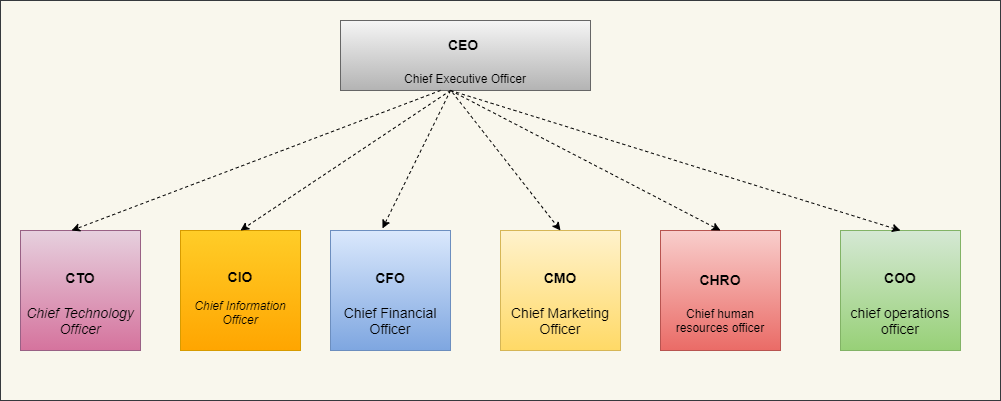 CEO
Chief Executive Officer
CTO
Chief Technology
Officer
CIO
Chief Information
Officer
CFO
Chief Financial
Officer
CMO
Chief Marketing
Officer
CHRO
Chief human
resources officer
COO
chief operations
officer